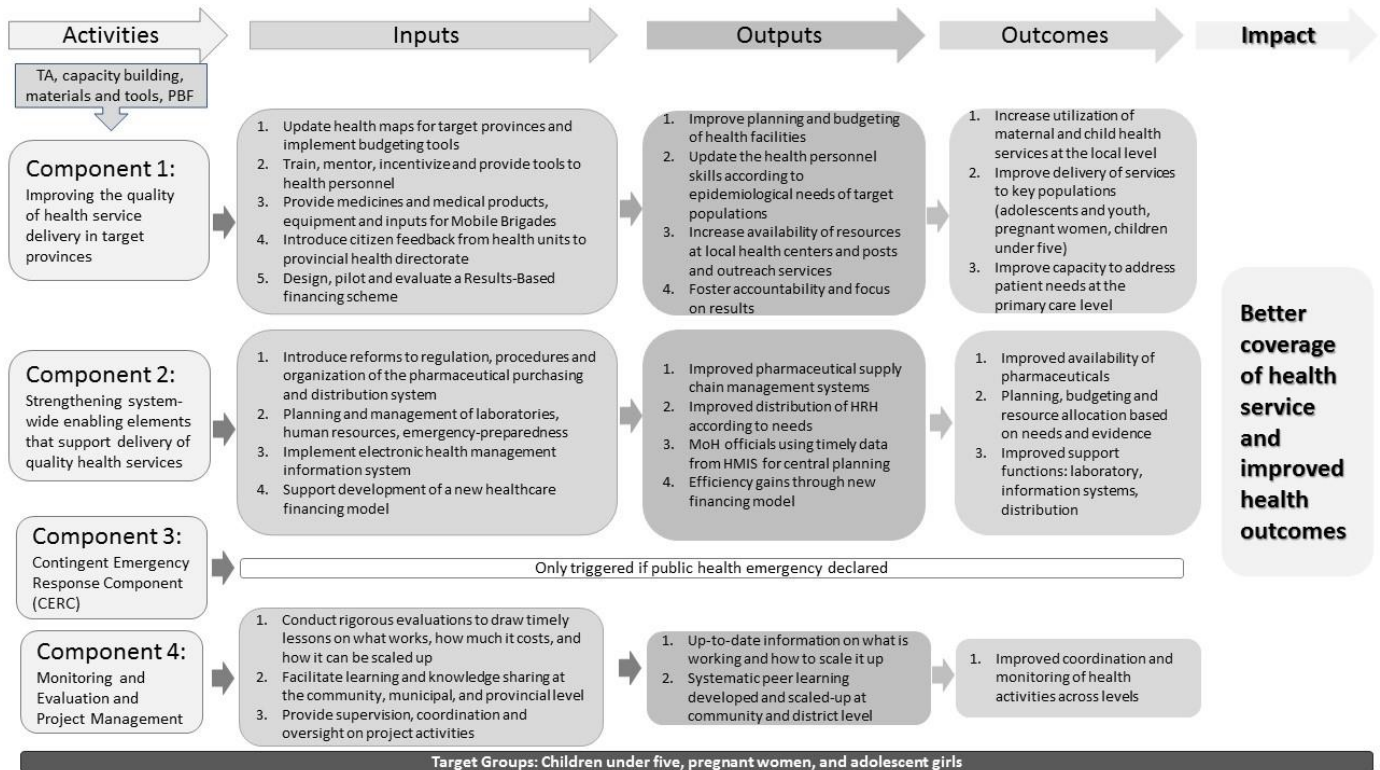 Activities
Inputs
Outputs
Outcomes
Impact
TA, capacity building,
materials and tools, PBF
Component 1:
Improving the quality
of health service
delivery in target
provinces
1. Update health maps for target provinces and
implement budgeting tools
2. Train, mentor, incentivize and provide tools to
health personnel
3. Provide medicines and medical products,
equipment and inputs for Mobile Brigades
4. Introduce citizen feedback from health units to
provincial health directorate
5. Design, pilot and evaluate a Results-Based
financing scheme
1. Improve planning and budgeting
of health facilities
2. Update the health personnel
skills according to
epidemiological needs of target
populations
3. Increase availability of resources
at local health centers and posts
and outreach services
4. Foster accountability and focus
on results
1. Increase utilization of
maternal and child health
services at the local level
2. Improve delivery of services
to key populations
(adolescents and youth,
pregnant women, children
under five)
3. Improve capacity to address
patient needs at the
primary care level
Component 2:
Strengthening system-
wide enabling elements
that support delivery of
quality health services
1. Introduce reforms to regulation, procedures and
organization of the pharmaceutical purchasing
and distribution system
2. Planning and management of laboratories,
human resources, emergency-preparedness
3. Implement electronic health management
information system
4. Support development of a new healthcare
financing model
1. Improved pharmaceutical supply
chain management systems
2. Improved distribution of HRH
according to needs
3. MoH officials using timely data
from HMIS for central planning
4. Efficiency gains through new
financing model
1. Improved availability of
pharmaceuticals
2. Planning, budgeting and
resource allocation based
on needs and evidence
3. Improved support
functions: laboratory,
information systems,
distribution
Better
coverage
of health
service
and
improved
health
outcomes
Component 3:
Contingent Emergency
Response Component
(CERC)
Only triggered if public health emergency declared
Component 4:
Monitoring and
Evaluation and
Project Management
1. Conduct rigorous evaluations to draw timely
lessons on what works, how much it costs, and
how it can be scaled up
2. Facilitate learning and knowledge sharing at
the community, municipal, and provincial level
3. Provide supervision, coordination and
oversight on project activities
1. Up-to-date information on what is
working and how to scale it up
2. Systematic peer learning
developed and scaled-up at
community and district level
1. Improved coordination and
monitoring of health
activities across levels
Target Groups: Children under five, pregnant women, and adolescent girls